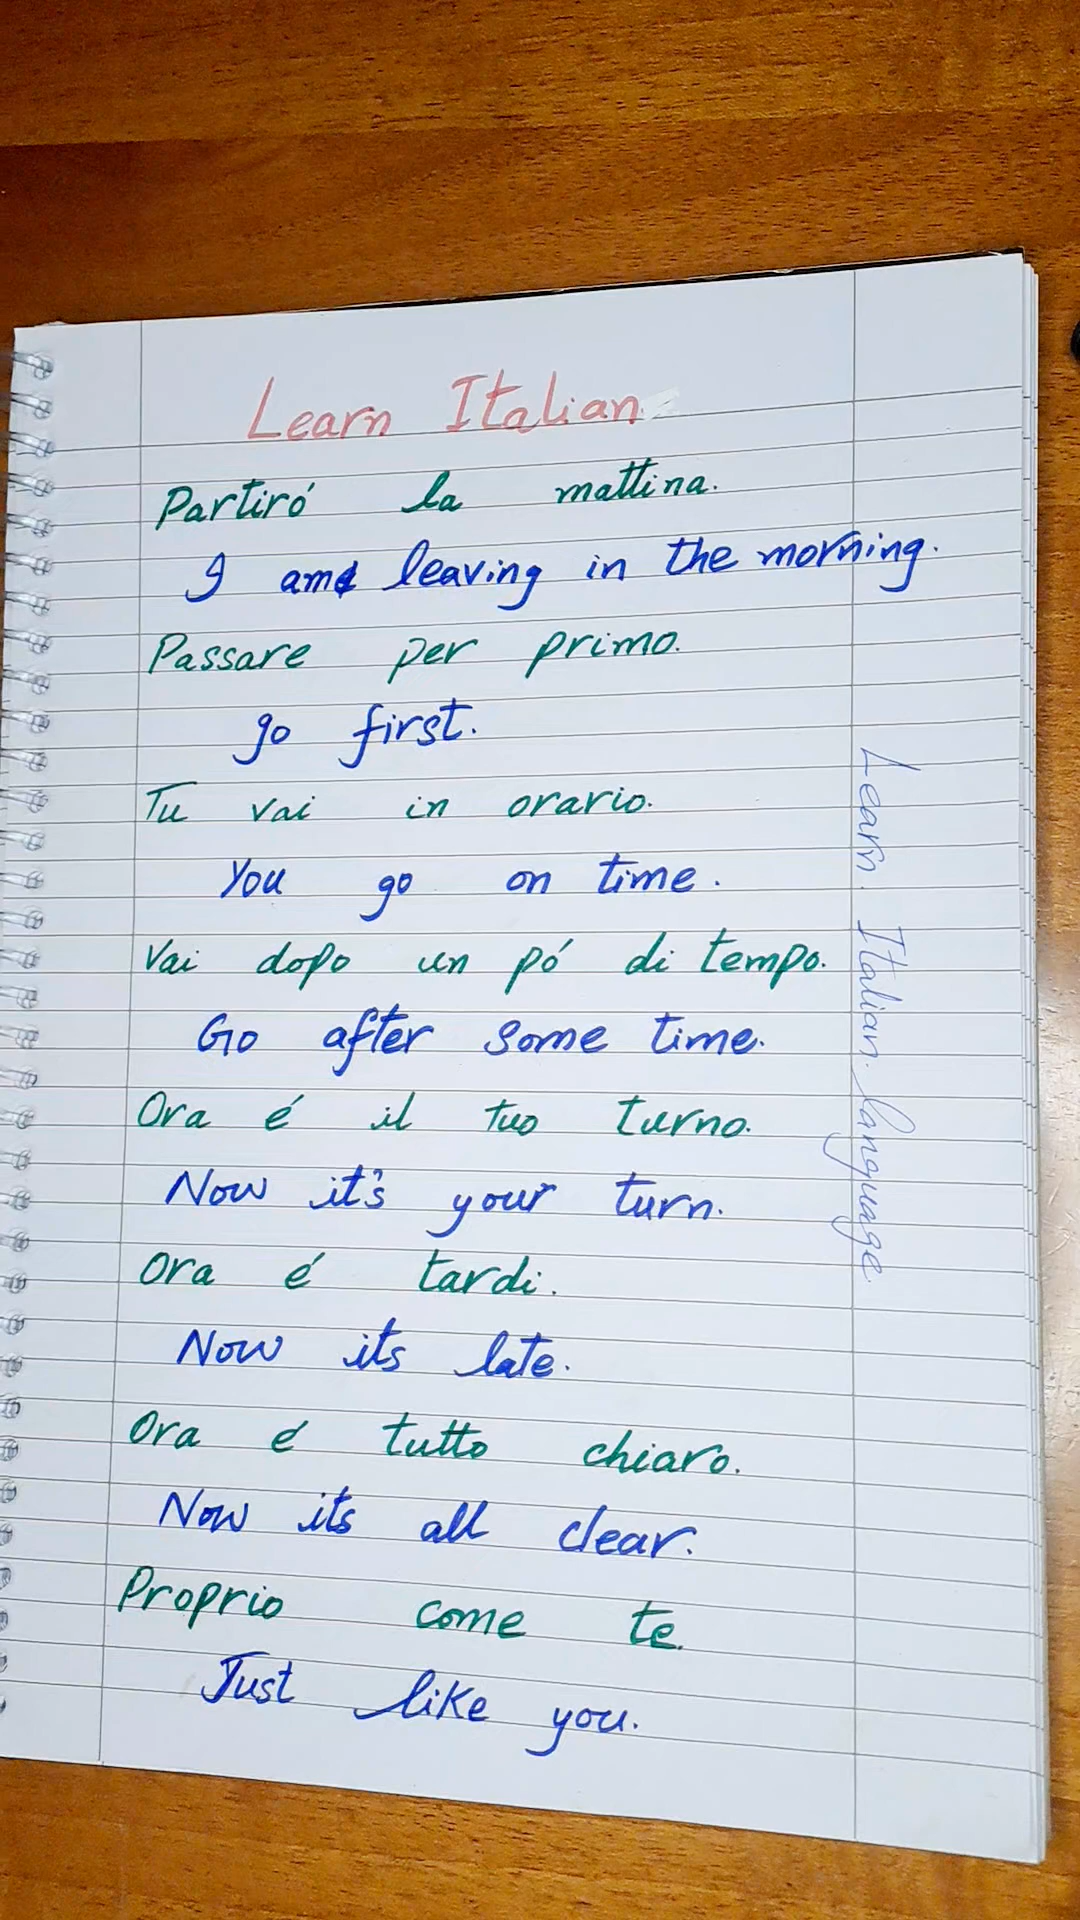 Learn Italian
Partiró la mattina.
I am leaving in the morning.
Passare per primo.
go first.
Tu vai in orario.
You go on time.
Vai dopo un pó di tempo.
Go after some time.
Ora é il tuo turno.
Now it's your turn.
Ora é tardi.
Now its late.
Ora é tutto chiaro.
Now its all clear.
Proprio come te.
Just like you.
Learn. Italian. language